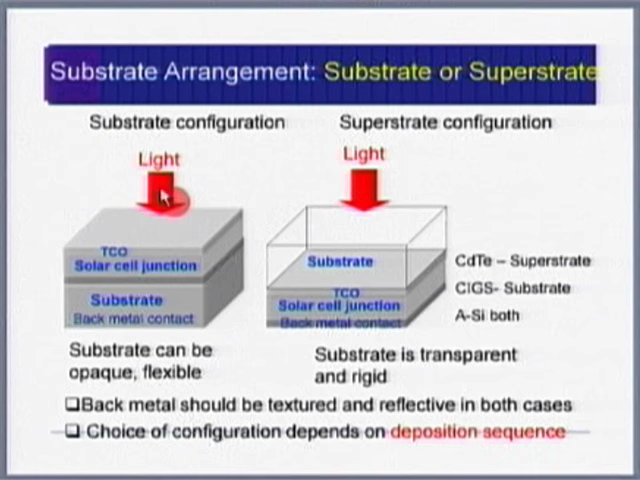 Substrate Arrangement: Substrate or Superstrate
Substrate configuration
Superstrate configuration
Light
Light
TCO
Solar cell junction
Substrate
Back metal contact
Substrate
TCO
Solar cell junction
Back metal contact
CdTe – Superstrate
CIGS- Substrate
A-Si both
Substrate can be
opaque, flexible
Substrate is transparent
and rigid
❑Back metal should be textured and reflective in both cases
❑ Choice of configuration depends on deposition sequence